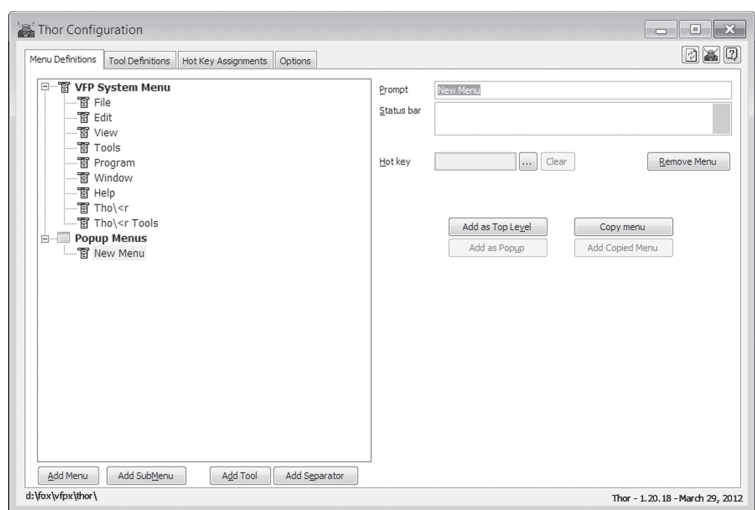 Thor Configuration
Menu Definitions Tool Definitions Hot Key Assignments Options
VFP System Menu
File
Edit
View
Tools
Program
Window
Help
Tho\<r
Tho\<r Tools
Popup Menus
New Menu
Prompt New Menu
Status bar
Hot key ... Clear Remove Menu
Add as Top Level Copy menu
Add as Popup Add Copied Menu
Add Menu Add SubMenu Add Tool Add Separator
d:\fox\vfpx\thor\ Thor - 1.20.18 - March 29, 2012